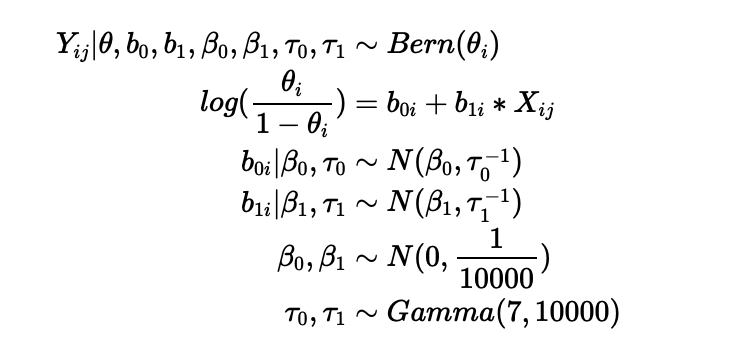 Y_{ij}|θ, b_0, b_1, β_0, β_1, τ_0, τ_1 ∼ Bern(θ_i)
log(\frac{θ_i}{1 − θ_i}) = b_{0i} + b_{1i} ∗ X_{ij}
b_{0i}|β_0, τ_0 ∼ N(β_0, τ_0^{−1})
b_{1i}|β_1, τ_1 ∼ N(β_1, τ_1^{−1})
β_0, β_1 ∼ N(0, \frac{1}{10000})
τ_0, τ_1 ∼ Gamma(7, 10000)